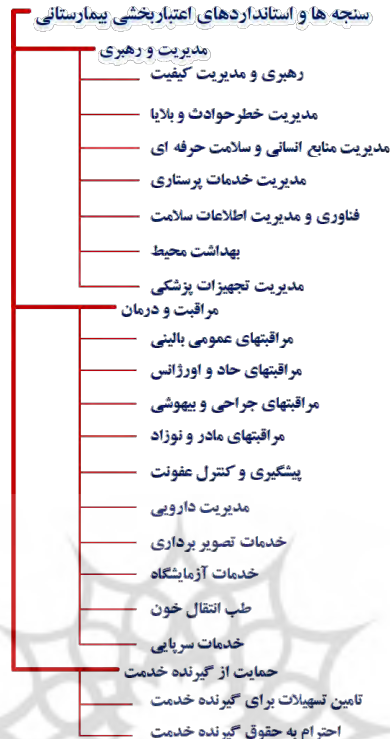 سنجه ها و استانداردهای اعتباربخشی بیمارستانی
مدیریت و رهبری
رهبری و مدیریت کیفیت
مدیریت خطرحوادث و بلایا
مدیریت منابع انسانی و سلامت حرفه ای
مدیریت خدمات پرستاری
فناوری و مدیریت اطلاعات سلامت
بهداشت محیط
مدیریت تجهیزات پزشکی
مراقبت و درمان
مراقبتهای عمومی بالینی
مراقبتهای حاد و اورژانس
مراقبتهای جراحی و بیهوشی
مراقبتهای مادر و نوزاد
پیشگیری و کنترل عفونت
مدیریت دارویی
خدمات تصویر برداری
خدمات آزمایشگاه
طب انتقال خون
خدمات سرپایی
حمایت از گیرنده خدمت
تامین تسهیلات برای گیرنده خدمت
احترام به حقوق گیرنده خدمت